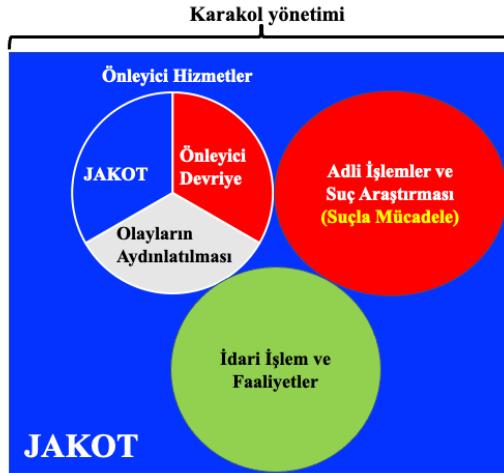 Karakol yönetimi
Önleyici Hizmetler
JAKOT
Önleyici
Devriye
Olayların
Aydınlatılması
Adli İşlemler ve
Suç Araştırması
(Suçla Mücadele)
İdari İşlem ve
Faaliyetler
JAKOT